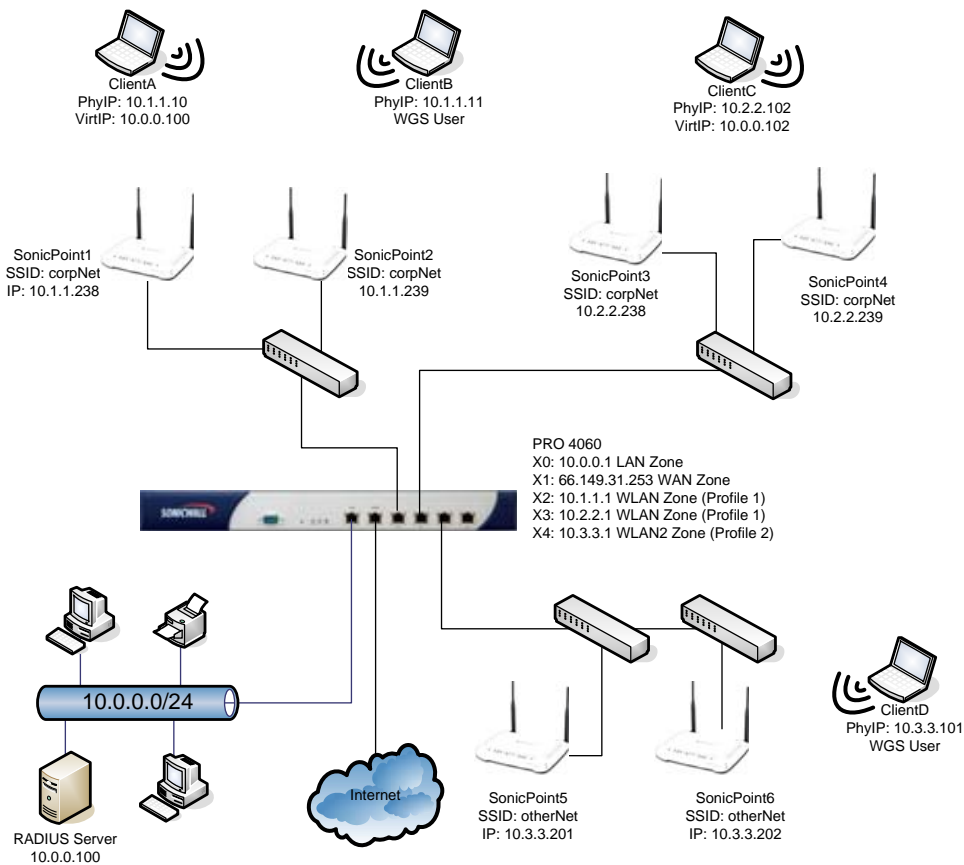 ClientA
PhyIP: 10.1.1.10
VirtIP: 10.0.0.100
ClientB
PhyIP: 10.1.1.11
WGS User
ClientC
PhyIP: 10.2.2.102
VirtIP: 10.0.0.102
SonicPoint1
SSID: corpNet
IP: 10.1.1.238
SonicPoint2
SSID: corpNet
10.1.1.239
SonicPoint3
SSID: corpNet
10.2.2.238
SonicPoint4
SSID: corpNet
10.2.2.239
PRO 4060
X0: 10.0.0.1 LAN Zone
X1: 66.149.31.253 WAN Zone
X2: 10.1.1.1 WLAN Zone (Profile 1)
X3: 10.2.2.1 WLAN Zone (Profile 1)
X4: 10.3.3.1 WLAN2 Zone (Profile 2)
SONICWALL
10.0.0.0/24
RADIUS Server
10.0.0.100
Internet
SonicPoint5
SSID: otherNet
IP: 10.3.3.201
SonicPoint6
SSID: otherNet
IP: 10.3.3.202
ClientD
PhyIP: 10.3.3.101
WGS User